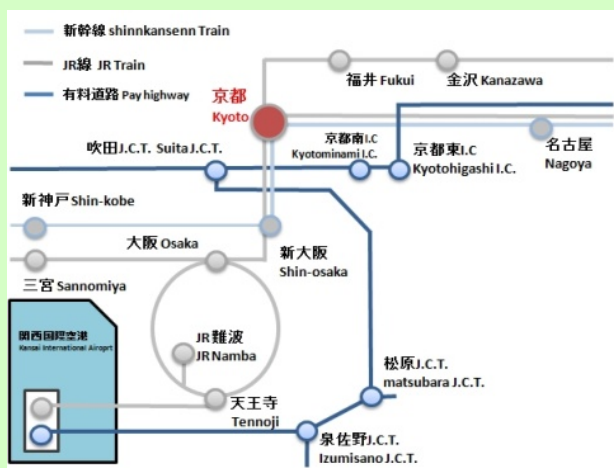 新幹線 shinnkansenn Train
JR線 JR Train
有料道路 Pay highway
京都
Kyoto
福井 Fukui
金沢 Kanazawa
吹田J.C.T. Suita J.C.T.
京都南I.C
Kyotominami I.C.
京都東I.C
Kyotohigashi I.C.
名古屋
Nagoya
新神戸 Shin-kobe
大阪 Osaka
新大阪
Shin-osaka
三宮 Sannomiya
関西国際空港
Kansai International Airoprt
JR難波
JR Namba
松原J.C.T.
matsubara J.C.T.
天王寺
Tennoji
泉佐野J.C.T.
Izumisano J.C.T.